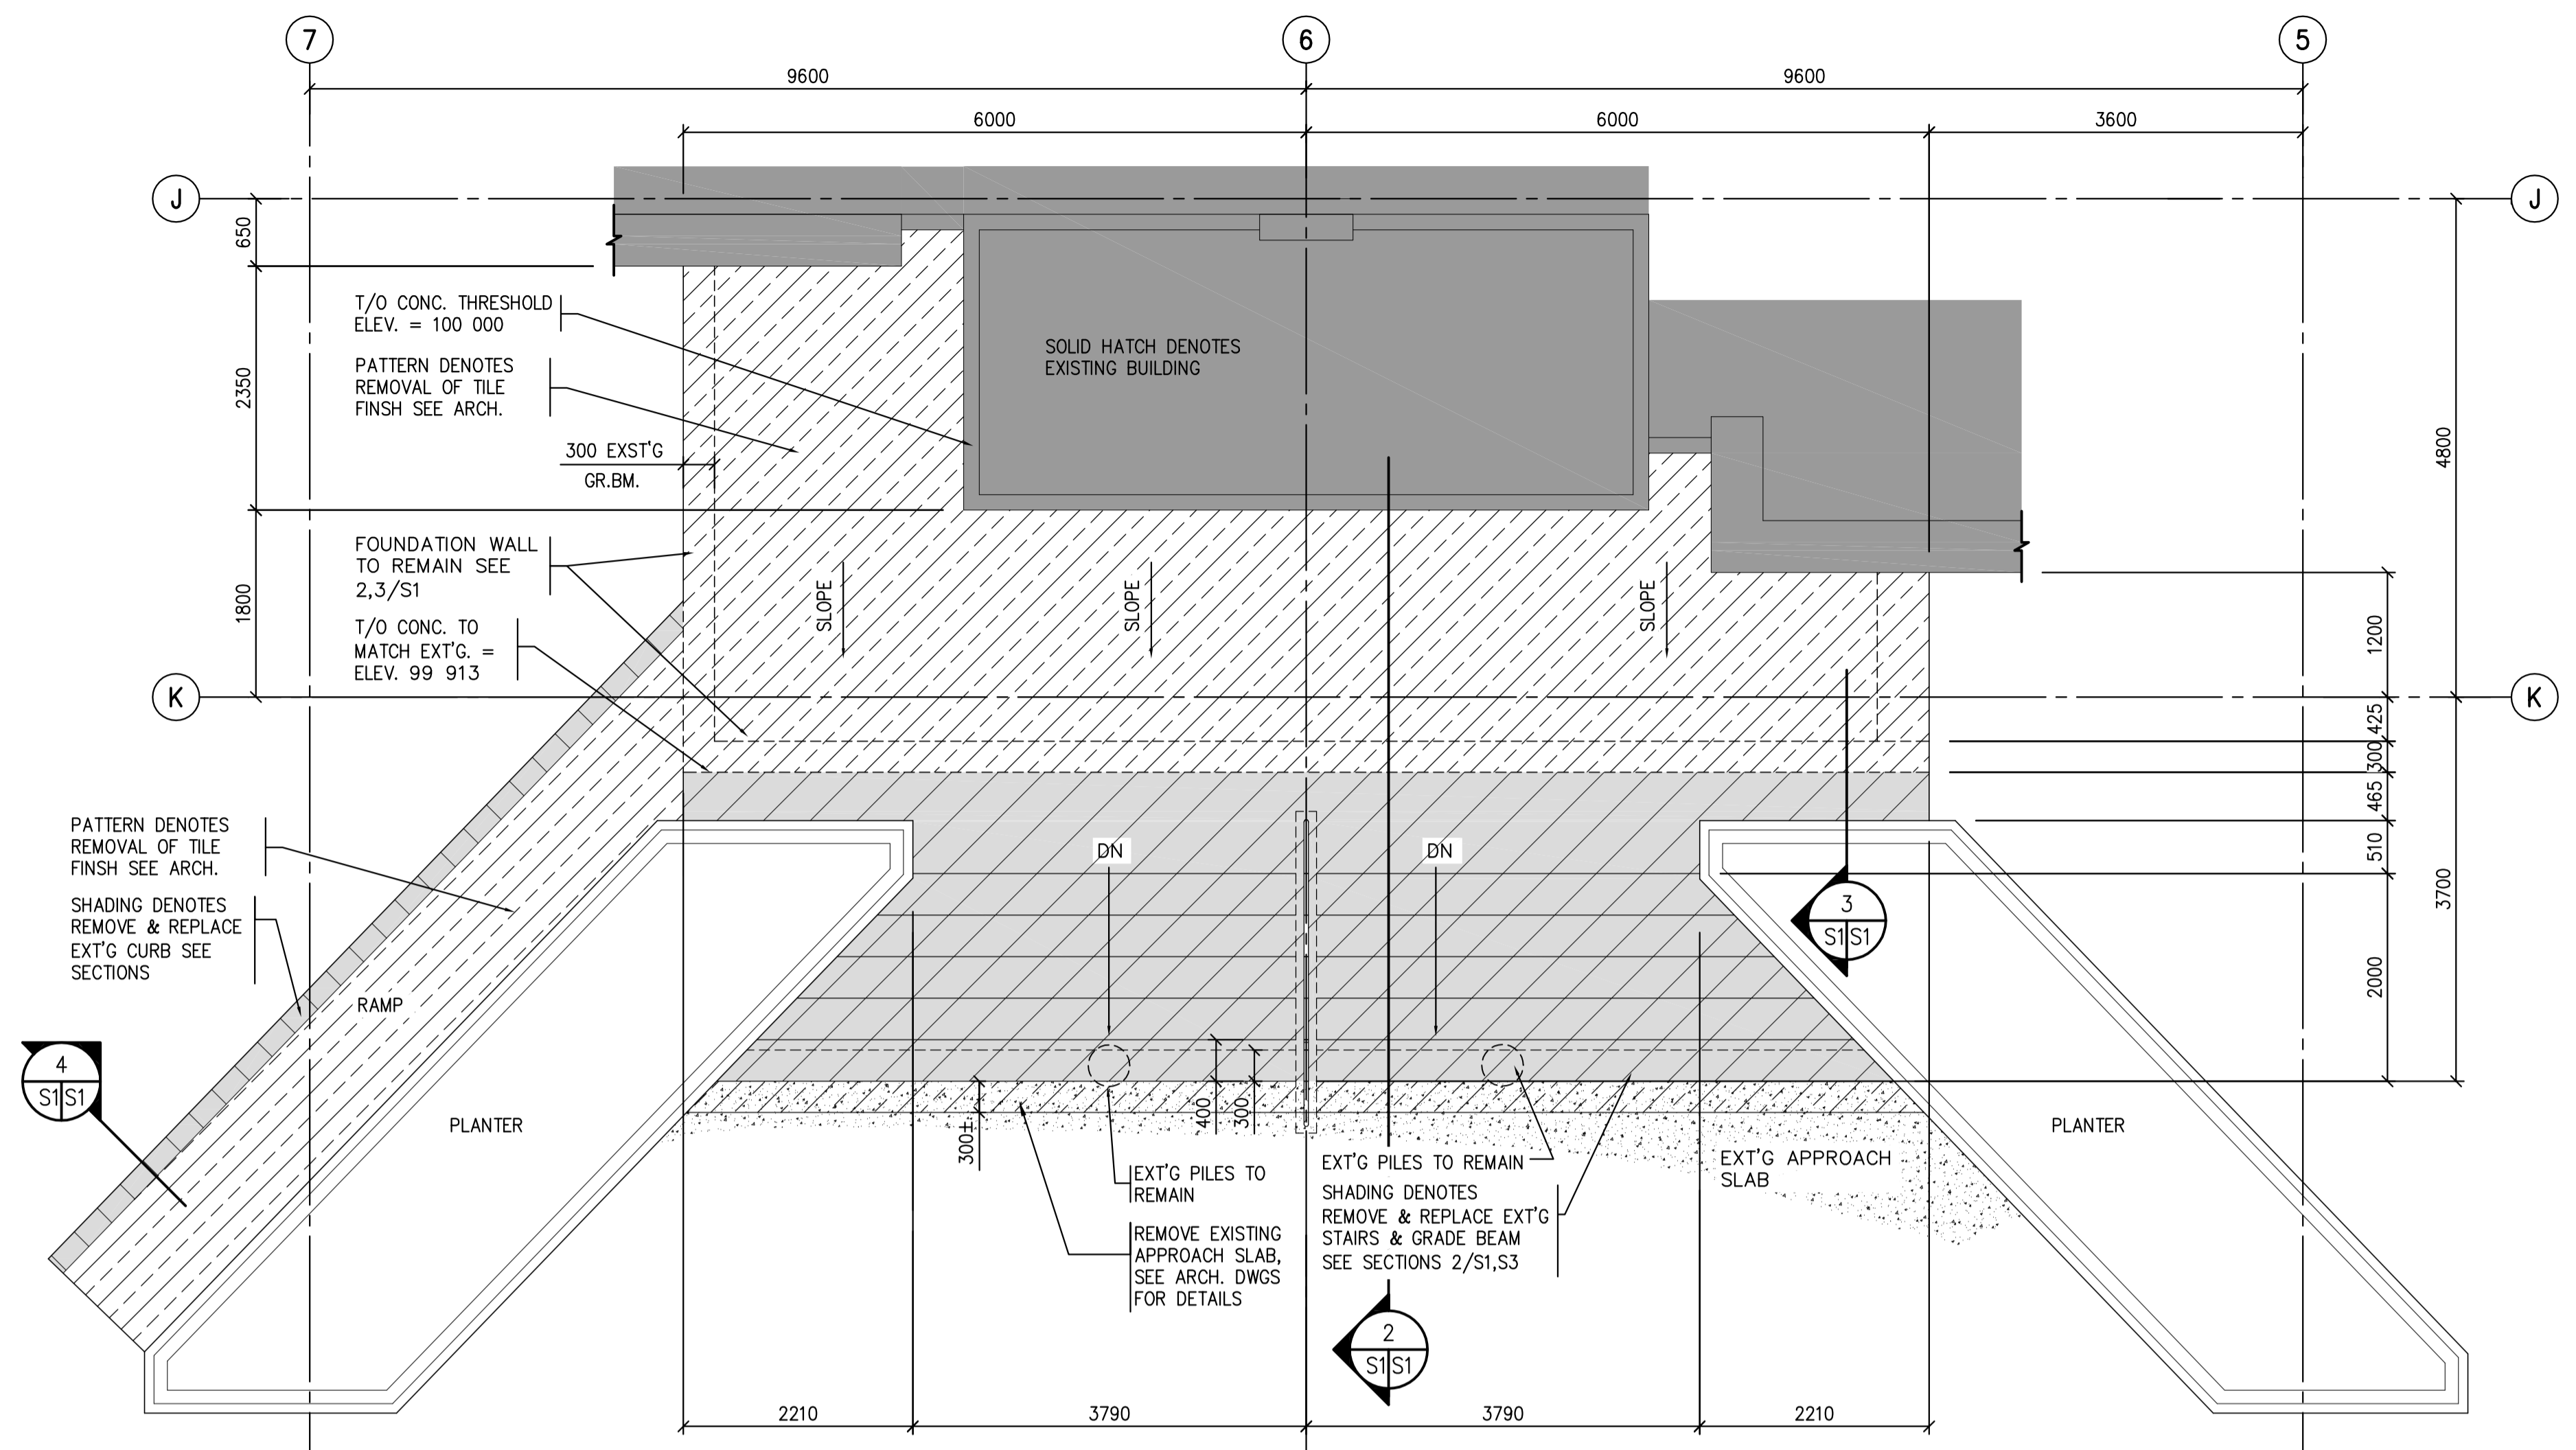 7
6
5
9600
9600
6000
6000
3600
J
J
650
T/O CONC. THRESHOLD
ELEV. = 100 000
SOLID HATCH DENOTES
EXISTING BUILDING
PATTERN DENOTES
REMOVAL OF TILE
FINSH SEE ARCH.
2350
4800
300 EXST'G
GR.BM.
FOUNDATION WALL
TO REMAIN SEE
2,3/S1
1800
SLOPE
SLOPE
SLOPE
1200
T/O CONC. TO
MATCH EXT'G. =
ELEV. 99 913
K
K
425
300
465
510
2000
3700
PATTERN DENOTES
REMOVAL OF TILE
FINSH SEE ARCH.
DN
DN
SHADING DENOTES
REMOVE & REPLACE
EXT'G CURB SEE
SECTIONS
3
S1 S1
RAMP
4
S1 S1
PLANTER
PLANTER
300±
400
300
EXT'G PILES TO
REMAIN
EXT'G PILES TO REMAIN
EXT'G APPROACH
SLAB
SHADING DENOTES
REMOVE & REPLACE EXT'G
STAIRS & GRADE BEAM
SEE SECTIONS 2/S1,S3
REMOVE EXISTING
APPROACH SLAB,
SEE ARCH. DWGS
FOR DETAILS
2
S1 S1
2210
3790
3790
2210